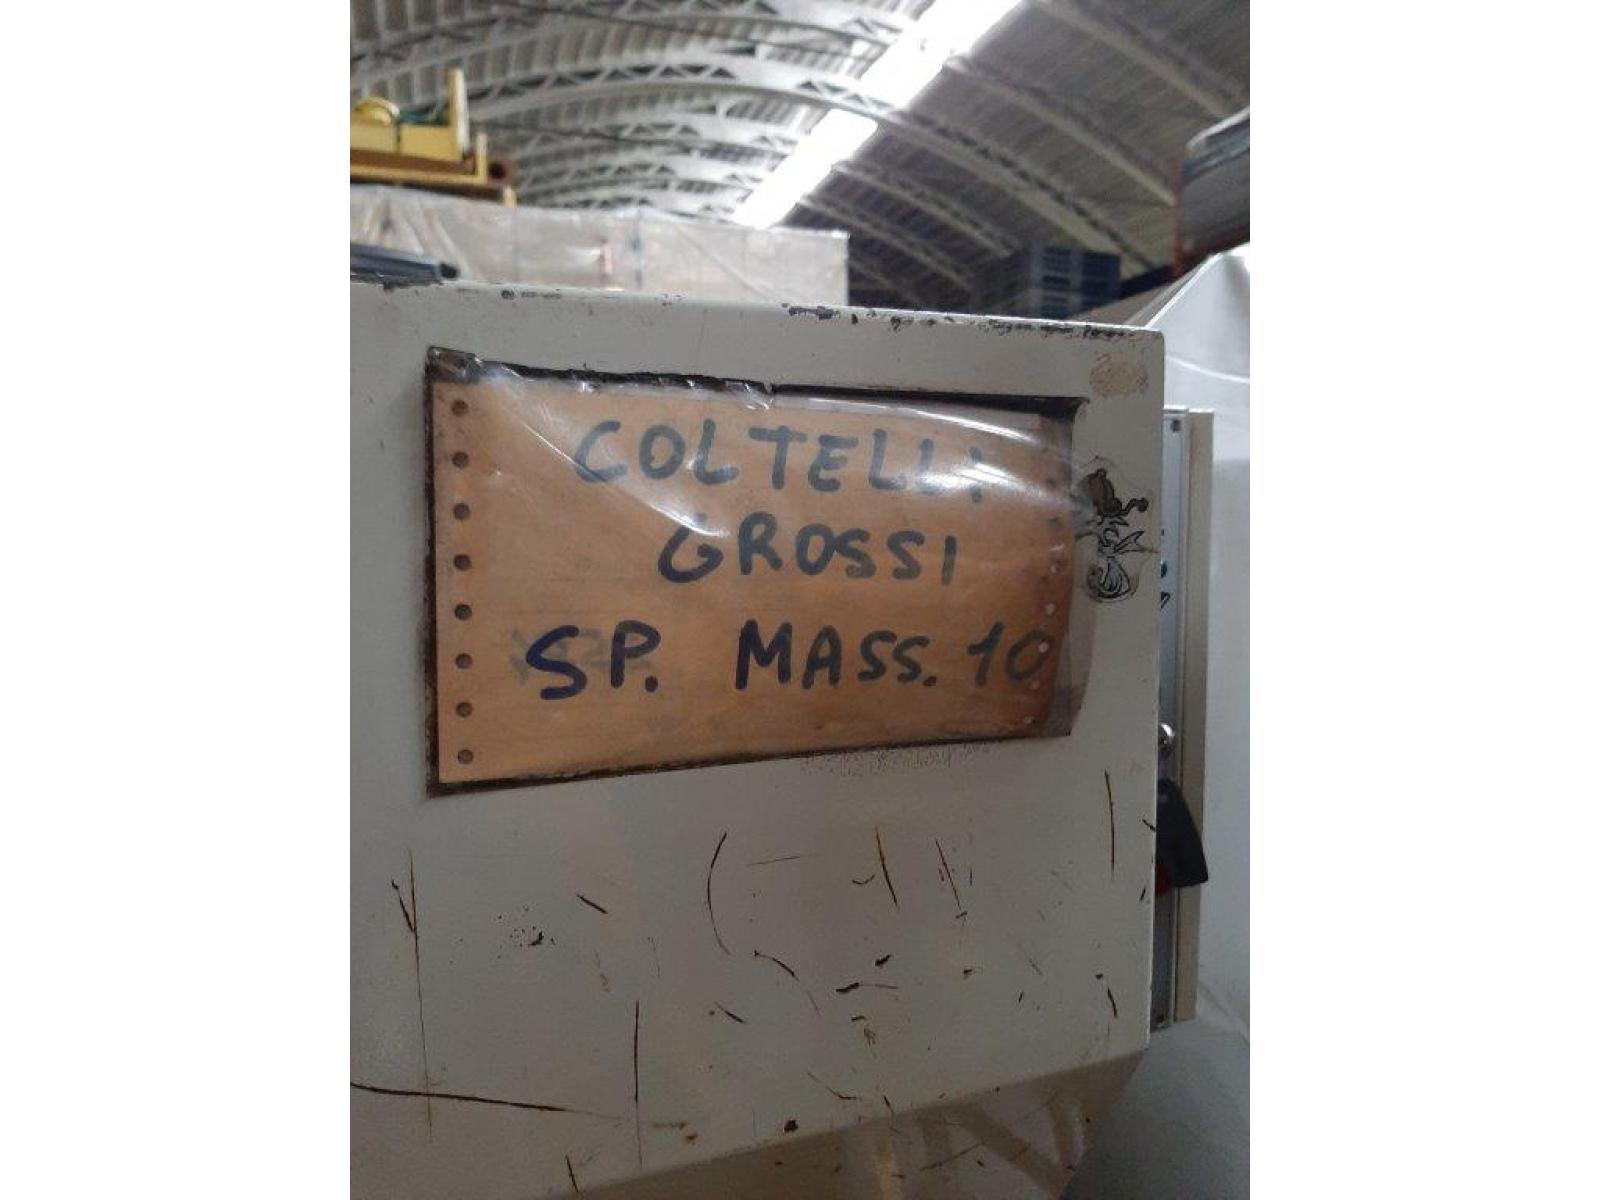 COLTELLI
GROSSI
SP. MASS. 10